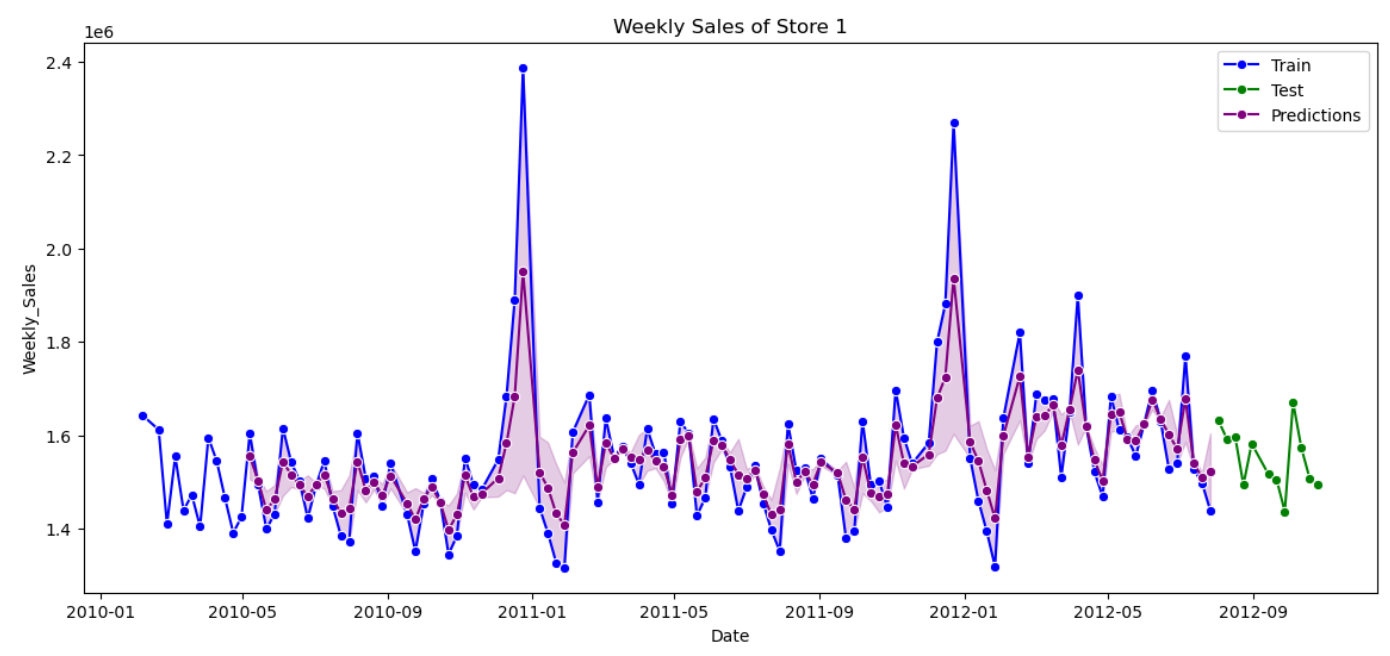 Weekly Sales of Store 1
1e6
2.4
2.2
2.0
1.8
1.6
1.4
Weekly_Sales
Train
Test
Predictions
2010-01 2010-05 2010-09 2011-01 2011-05 2011-09 2012-01 2012-05 2012-09
Date